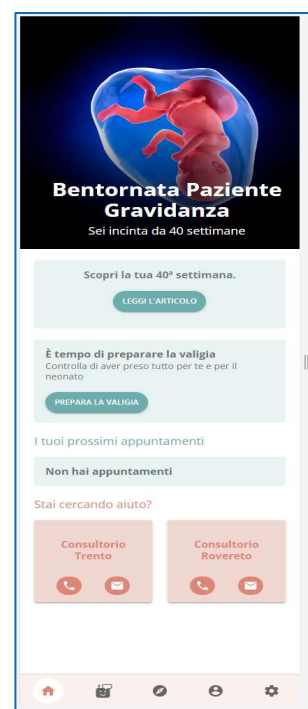 Bentornata Paziente
Gravidanza
Sei incinta da 40 settimane
Scopri la tua 40ª settimana.
LEGGI L'ARTICOLO
È tempo di preparare la valigia
Controlla di aver preso tutto per te e per il
neonato
PREPARA LA VALIGIA
I tuoi prossimi appuntamenti
Non hai appuntamenti
Stai cercando aiuto?
Consultorio
Trento
Consultorio
Rovereto